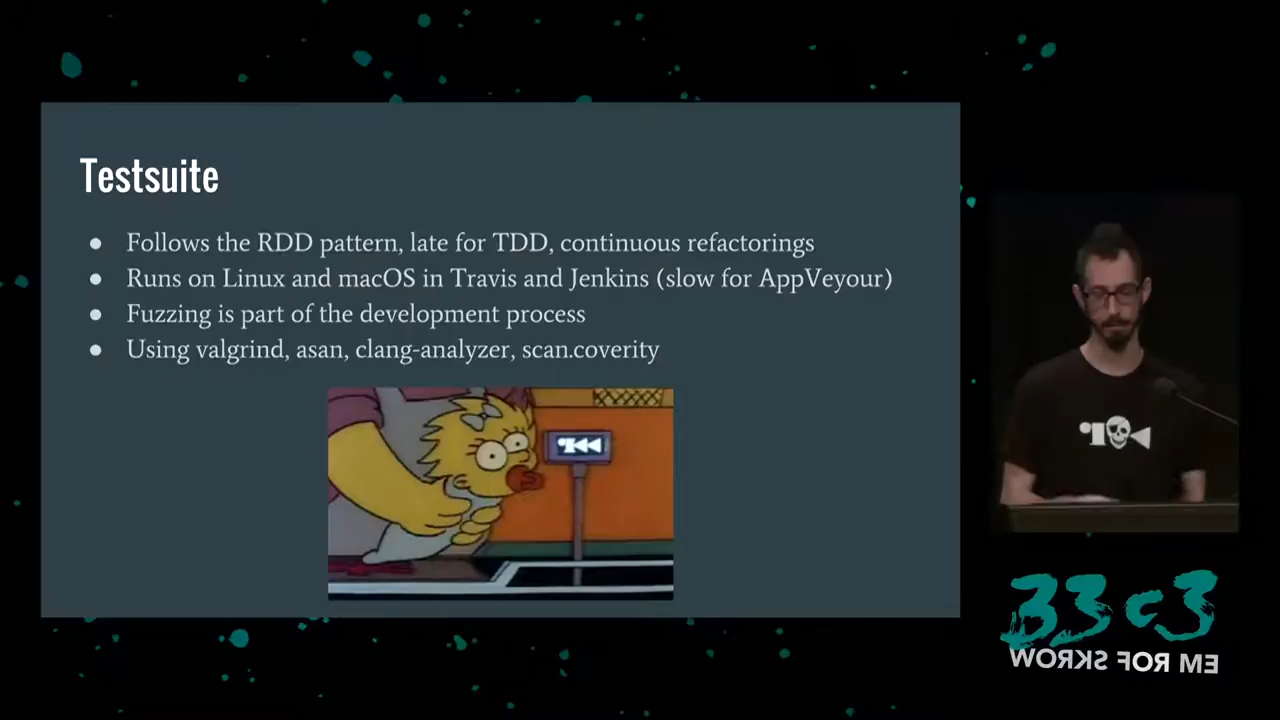 Testsuite
● Follows the RDD pattern, late for TDD, continuous refactorings
● Runs on Linux and macOS in Travis and Jenkins (slow for AppVeyour)
● Fuzzing is part of the development process
● Using valgrind, asan, clang-analyzer, scan.coverity
33c3
WORKS FOR ME